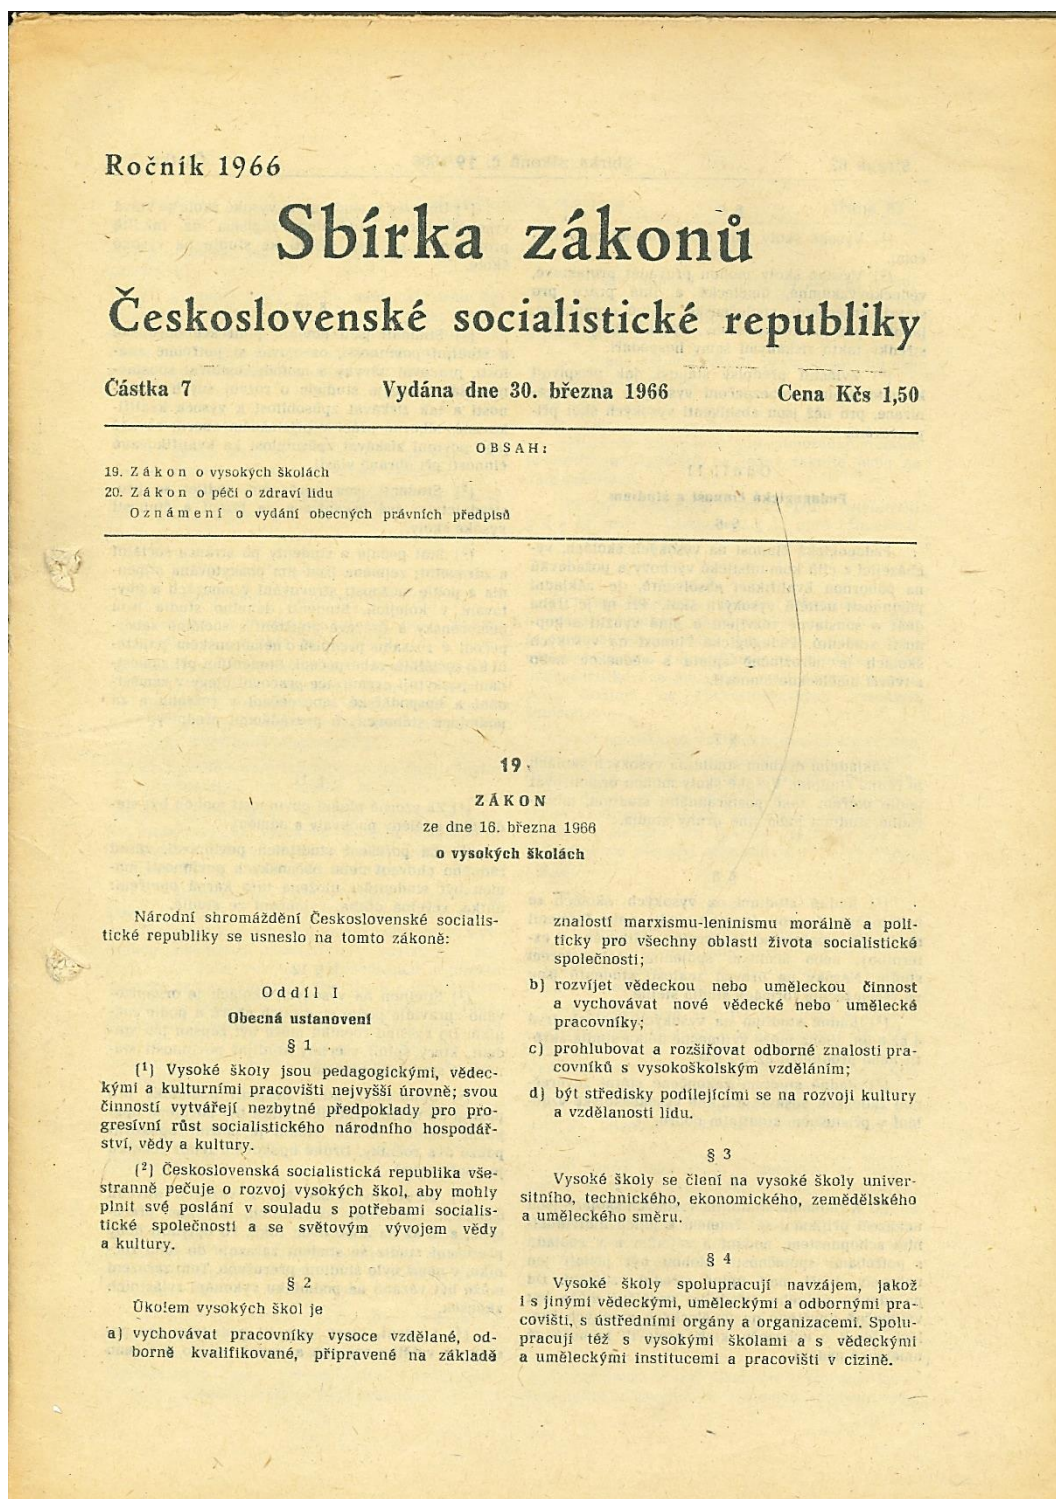 Ročník 1966
Sbírka zákonů
Československé socialistické republiky
Částka 7 Vydána dne 30. března 1966 Cena Kčs 1,50
OBSAH:
19. Zákon o vysokých školách
20. Zákon o péči o zdraví lidu
Oznámení o vydání obecných právních předpisů
19
ZÁKON
ze dne 16. března 1966
o vysokých školách
Národní shromáždění Československé socialis-
tické republiky se usneslo na tomto zákoně:
Oddíl I
Obecná ustanovení
§ 1
(1) Vysoké školy jsou pedagogickými, vědec-
kými a kulturními pracovišti nejvyšší úrovně; svou
činností vytvářejí nezbytné předpoklady pro pro-
gresívní růst socialistického národního hospodář-
ství, vědy a kultury.
(2) Československá socialistická republika vše-
stranně pečuje o rozvoj vysokých škol, aby mohly
plnit své poslání v souladu s potřebami socialis-
tické společnosti a se světovým vývojem vědy
a kultury.
§ 2
Úkolem vysokých škol je
a) vychovávat pracovníky vysoce vzdělané, od-
borně kvalifikované, připravené na základě
znalostí marxismu-leninismu morálně a poli-
ticky pro všechny oblasti života socialistické
společnosti;
b) rozvíjet vědeckou nebo uměleckou činnost
a vychovávat nové vědecké nebo umělecké
pracovníky;
c) prohlubovat a rozšiřovat odborné znalosti pra-
covníků s vysokoškolským vzděláním;
d) být středisky podílejícími se na rozvoji kultury
a vzdělanosti lidu.
§ 3
Vysoké školy se člení na vysoké školy univer-
sitního, technického, ekonomického, zemědělského
a uměleckého směru.
§ 4
Vysoké školy spolupracují navzájem, jakož
i s jinými vědeckými, uměleckými a odbornými pra-
covišti, s ústředními orgány a organizacemi. Spolu-
pracují též s vysokými školami a s vědeckými
a uměleckými institucemi a pracovišti v cizině.